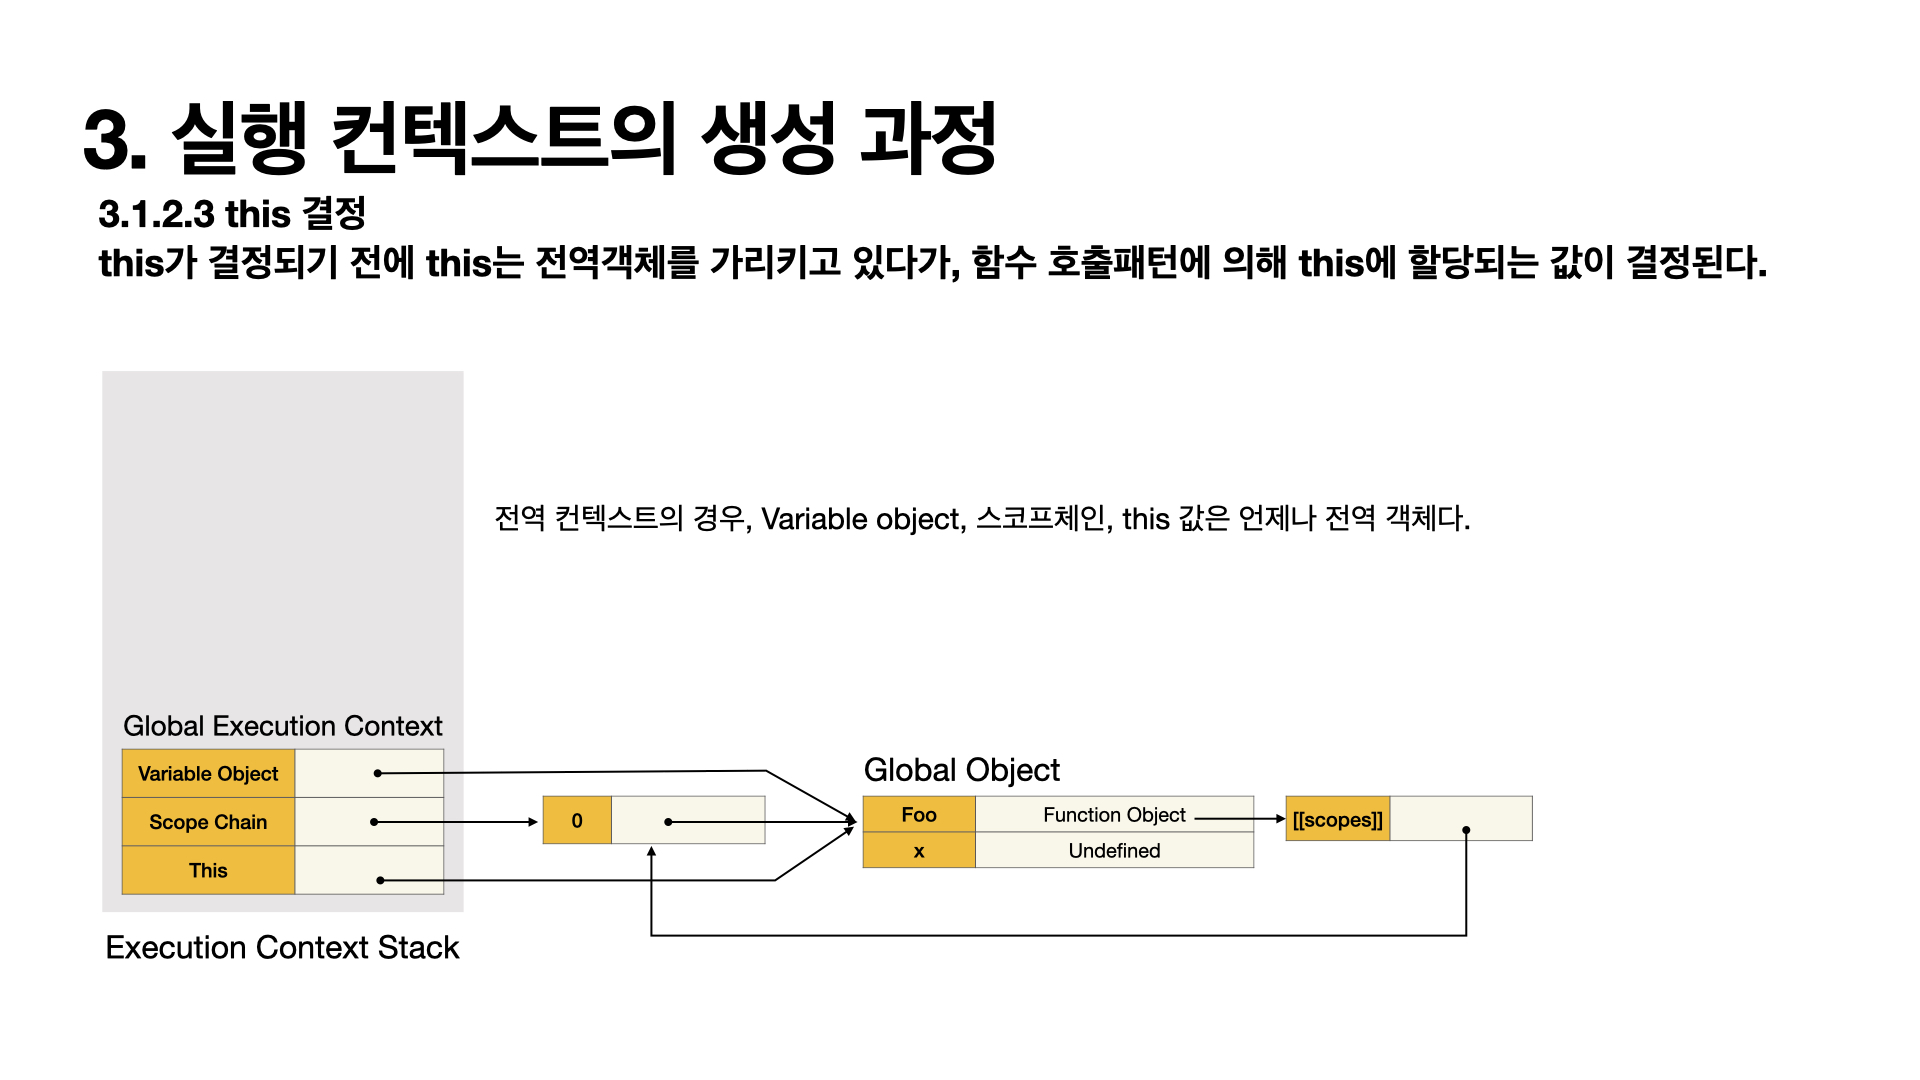 3. 실행 컨텍스트의 생성 과정
3.1.2.3 this 결정
this가 결정되기 전에 this는 전역객체를 가리키고 있다가, 함수 호출패턴에 의해 this에 할당되는 값이 결정된다.
전역 컨텍스트의 경우, Variable object, 스코프체인, this 값은 언제나 전역 객체다.
Global Execution Context
Variable Object
Scope Chain
This
Execution Context Stack
0
Global Object
Foo Function Object
x Undefined
[[scopes]]